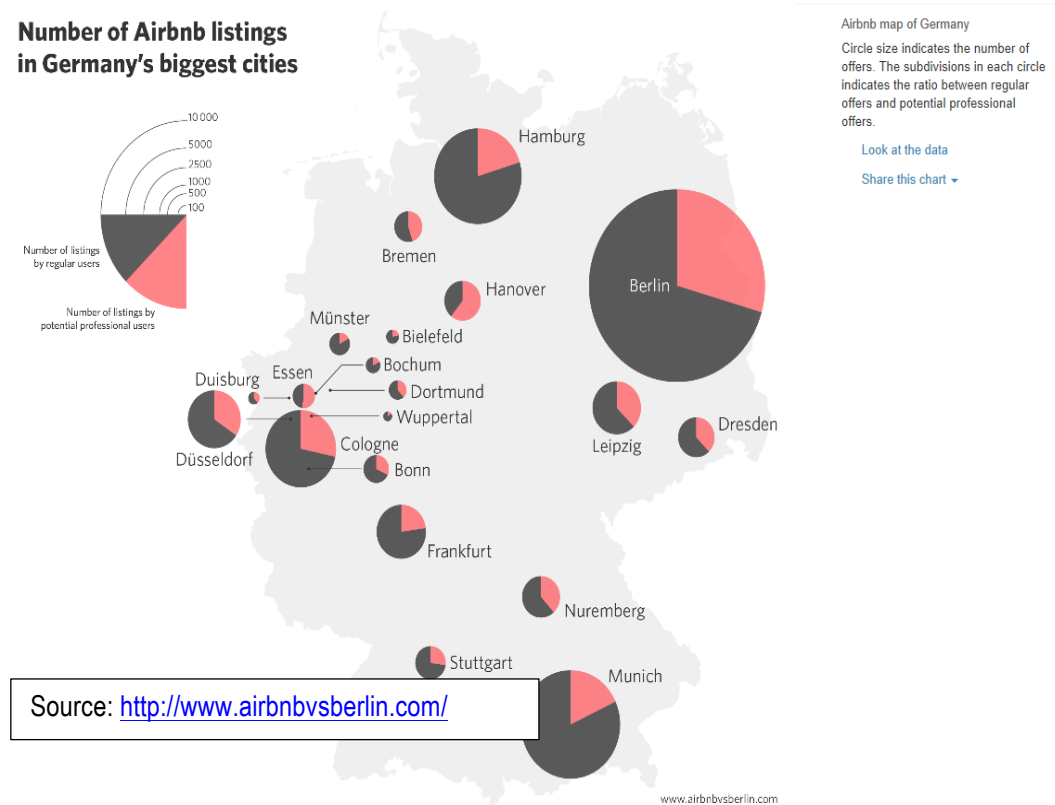 Number of Airbnb listings
in Germany's biggest cities
Airbnb map of Germany
Circle size indicates the number of
offers. The subdivisions in each circle
indicates the ratio between regular
offers and potential professional
offers.
Look at the data
Share this chart
10 000
5000
2500
1000
500
100
Number of listings
by regular users
Number of listings by
potential professional users
Hamburg
Bremen
Berlin
Hanover
Münster
Bielefeld
Bochum
Essen
Duisburg
Dortmund
Wuppertal
Düsseldorf
Cologne
Bonn
Leipzig
Dresden
Frankfurt
Nuremberg
Stuttgart
Munich
Source: http://www.airbnbvsberlin.com/
www.airbnbvsberlin.com